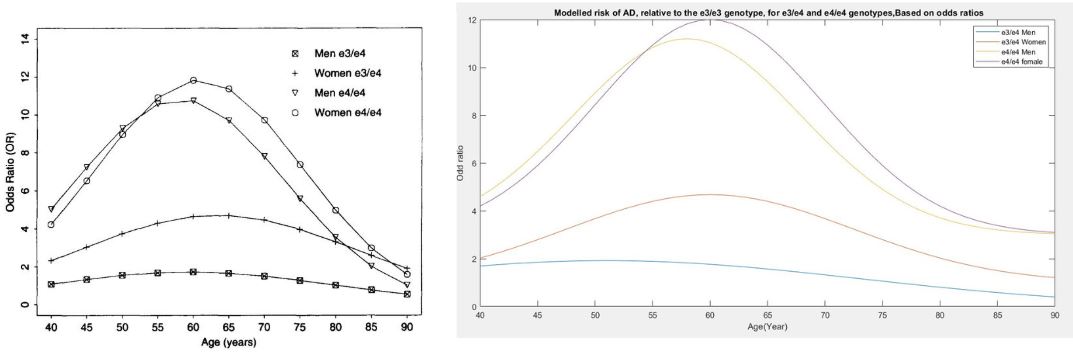 14
12
10
8
6
4
2
0
Odds Ratio (OR)
Men e3/e4
Women e3/e4
Men e4/e4
Women e4/e4
40 45 50 55 60 65 70 75 80 85 90
Age (years)
Modelled risk of AD, relative to the e3/e3 genotype, for e3/e4 and e4/e4 genotypes,Based on odds ratios
12
10
8
6
4
2
0
Odd ratio
e3/e4 Men
e3/e4 Women
e4/e4 Men
e4/e4 female
40 45 50 55 60 65 70 75 80 85 90
Age(Year)